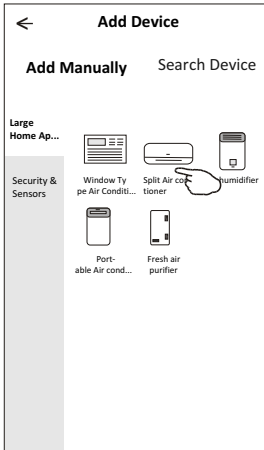 Add Device
Add Manually
Search Device
Large
Home Ap...
Security &
Sensors
Window Ty
pe Air Conditi...
Split Air con
tioner
humidifier
Port-
able Air cond...
Fresh air
purifier